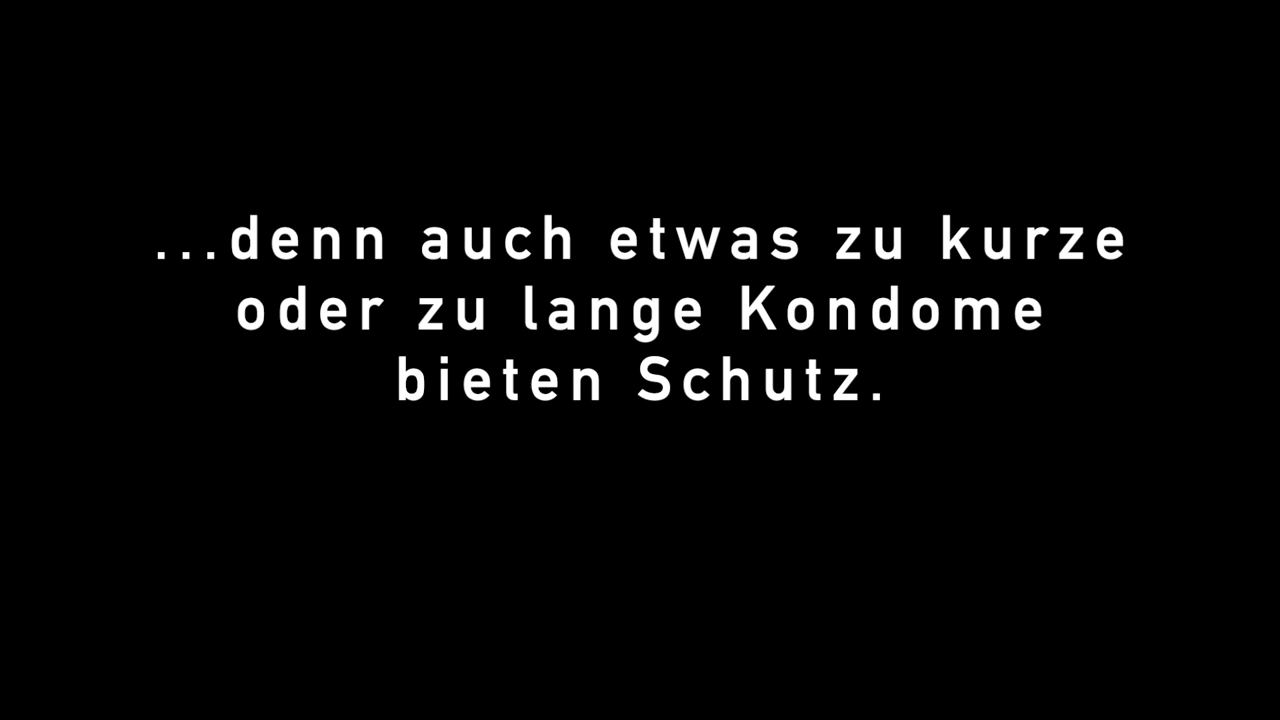 ...denn auch etwas zu kurze
oder zu lange Kondome
bieten Schutz.